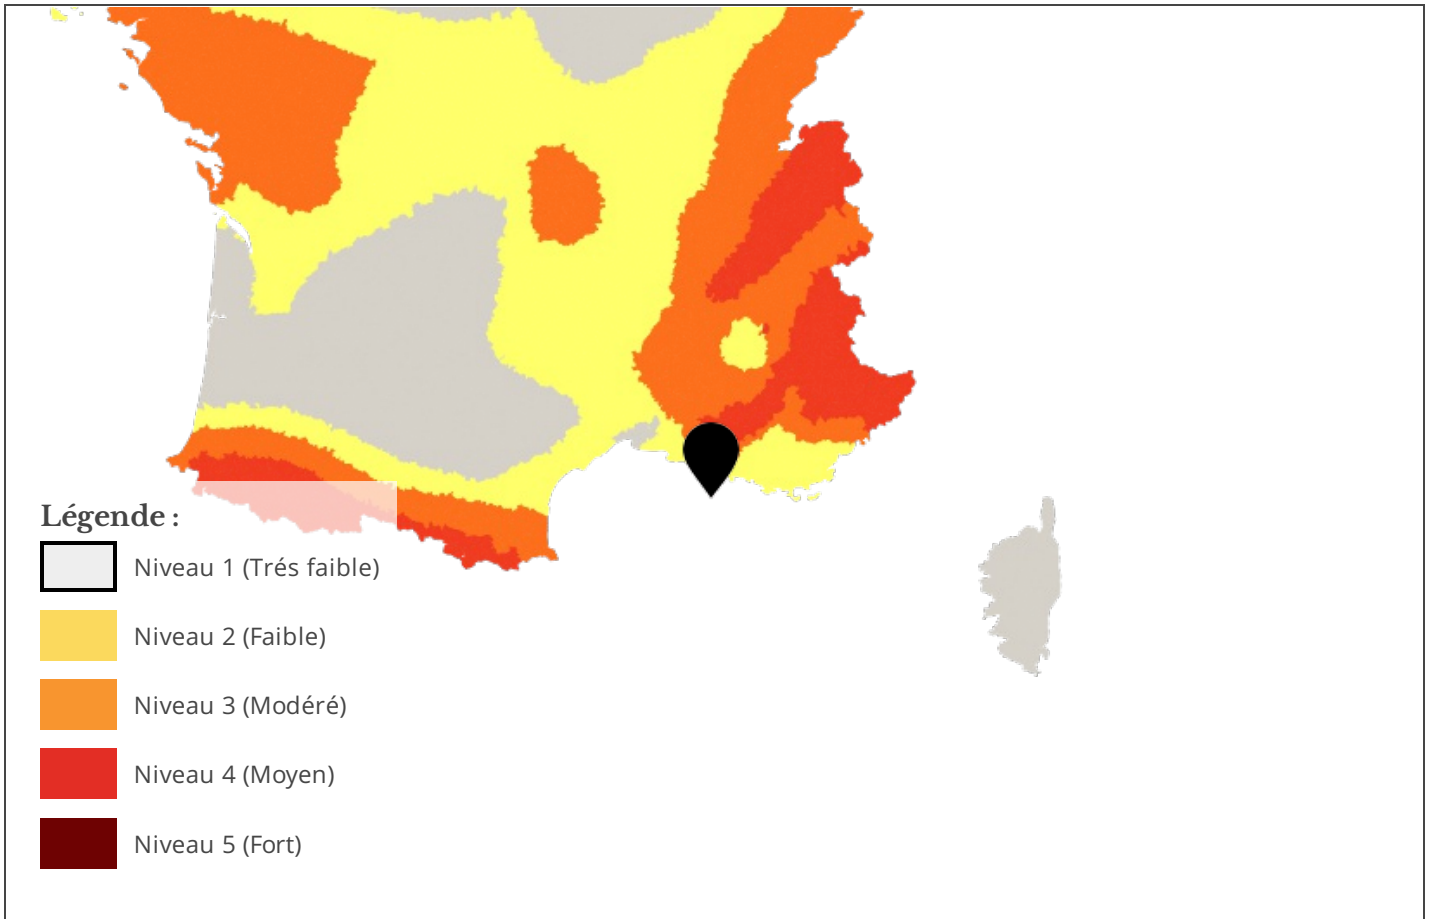 Légende :
Niveau 1 (Trés faible)
Niveau 2 (Faible)
Niveau 3 (Modéré)
Niveau 4 (Moyen)
Niveau 5 (Fort)